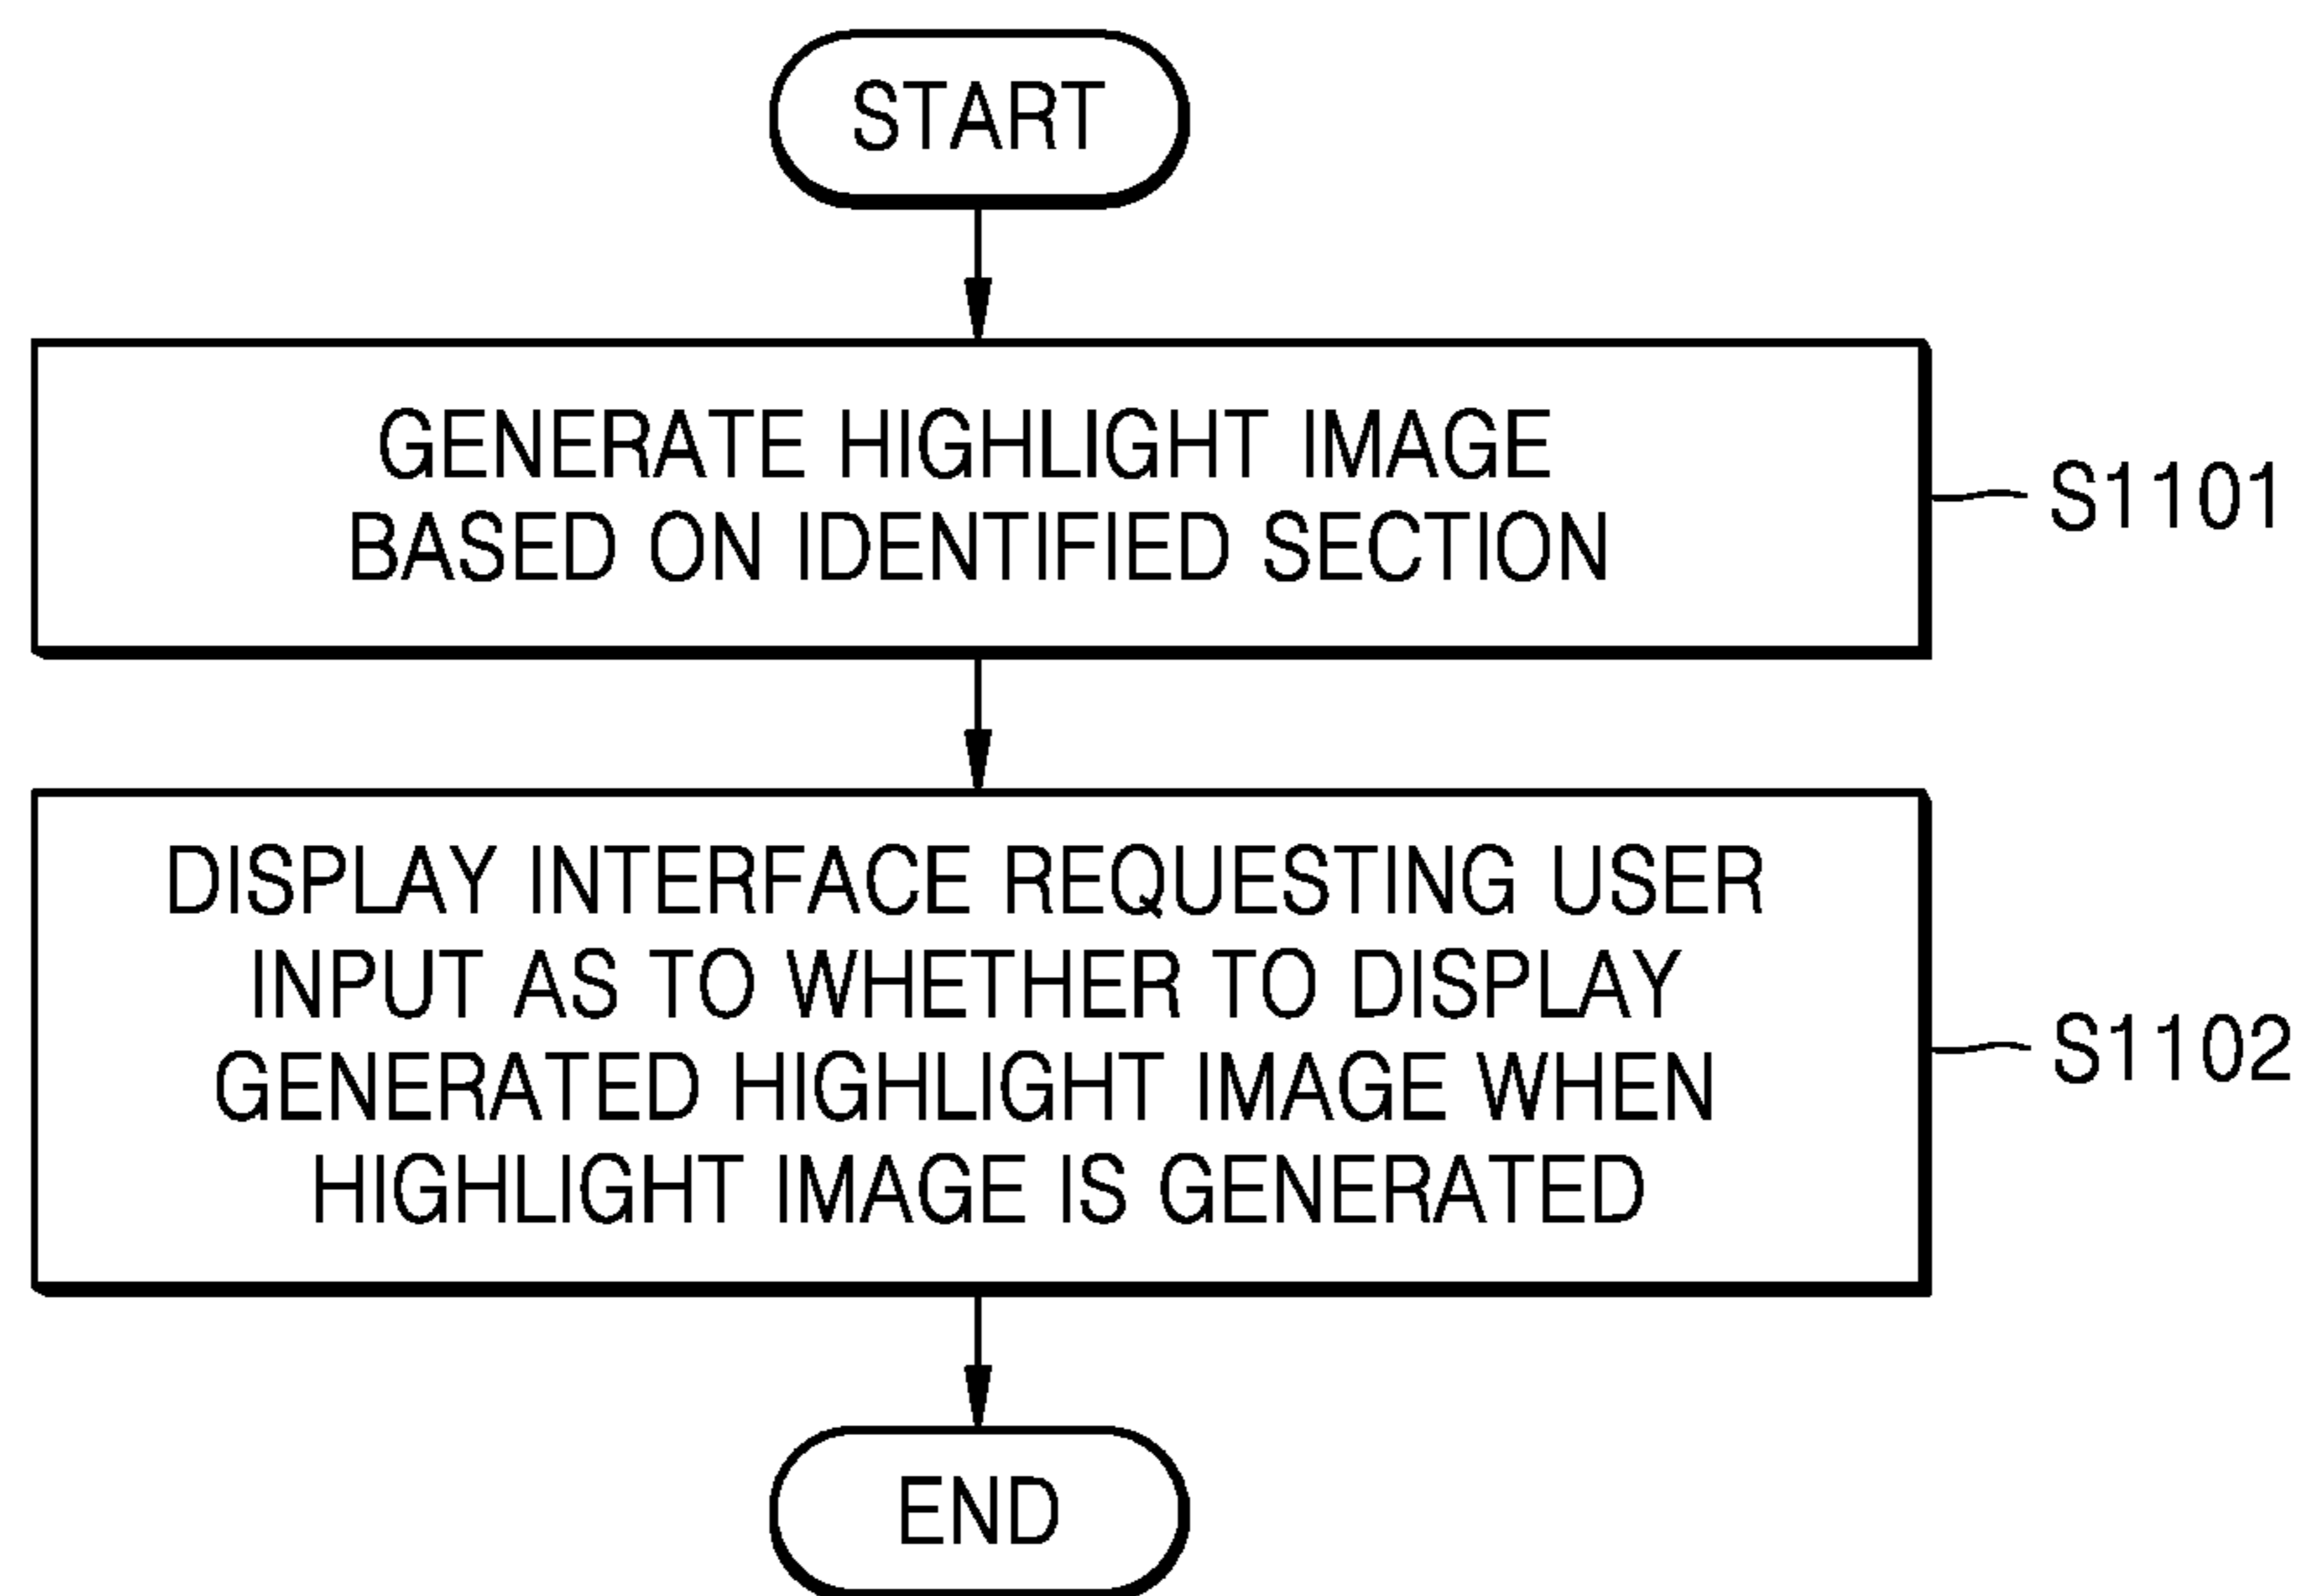 START
GENERATE HIGHLIGHT IMAGE
BASED ON IDENTIFIED SECTION
S1101
DISPLAY INTERFACE REQUESTING USER
INPUT AS TO WHETHER TO DISPLAY
GENERATED HIGHLIGHT IMAGE WHEN
HIGHLIGHT IMAGE IS GENERATED
S1102
END